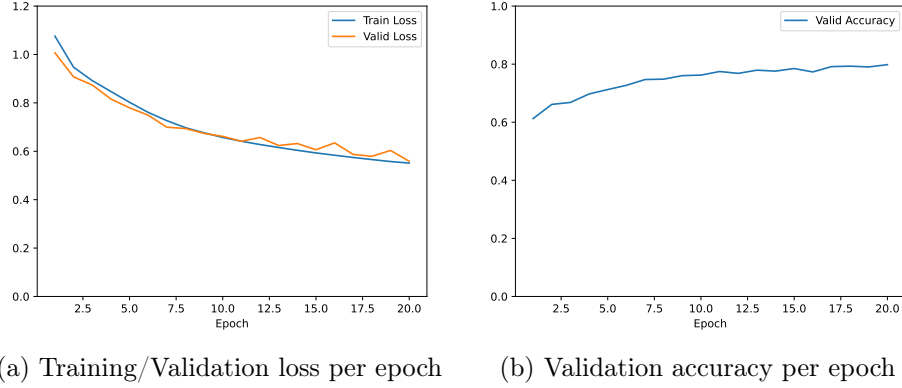 Train Loss
Valid Loss
1.2
1.0
0.8
0.6
0.4
0.2
0.0
2.5 5.0 7.5 10.0 12.5 15.0 17.5 20.0
Epoch
Valid Accuracy
1.0
0.8
0.6
0.4
0.2
0.0
2.5 5.0 7.5 10.0 12.5 15.0 17.5 20.0
Epoch
a) Training/Validation loss per epoch
(b) Validation accuracy per epoch